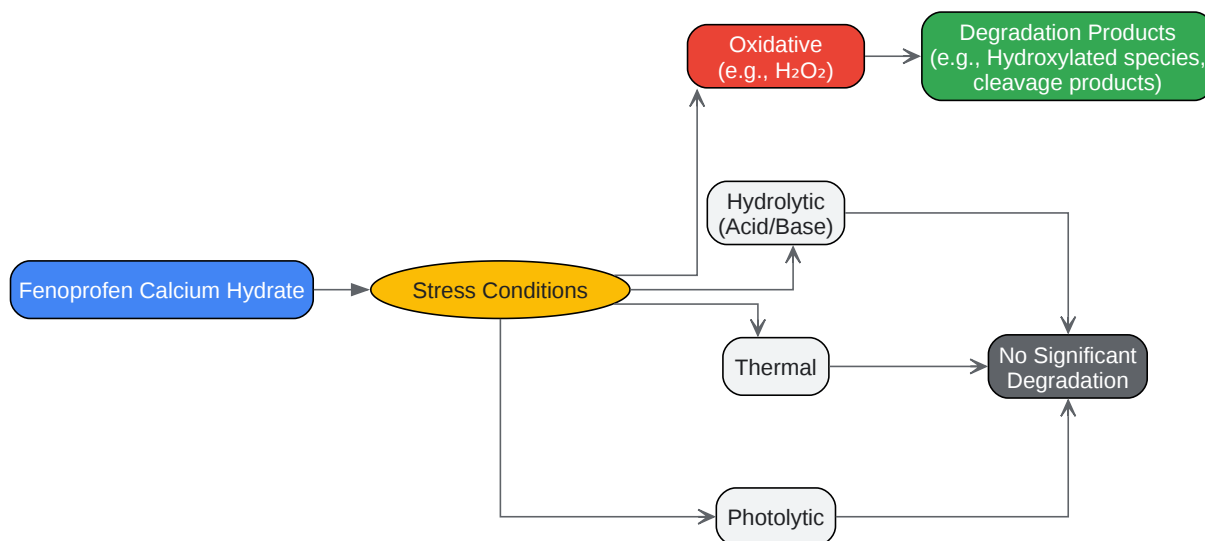 Oxidative
(e.g., H₂O₂)
Degradation Products
(e.g., Hydroxylated species,
cleavage products)
Hydrolytic
(Acid/Base)
Fenoprofen Calcium Hydrate
Stress Conditions
Thermal
No Significant
Degradation
Photolytic